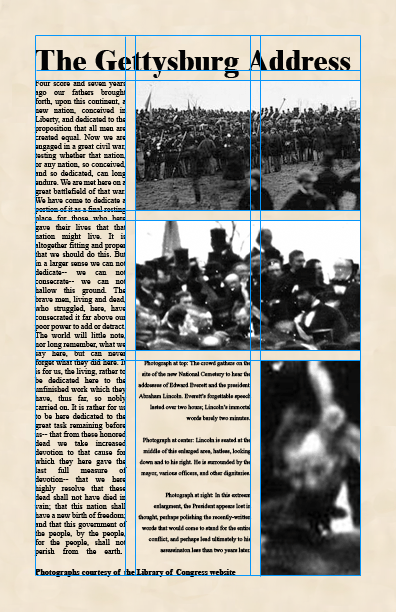 The Gettysburg Address
Four score and seven years
ago our fathers brought
forth, upon this continent, a
new nation, conceived in
Liberty, and dedicated to the
proposition that all men are
created equal. Now we are
engaged in a great civil war,
testing whether that nation,
or any nation, so conceived,
and so dedicated, can long
endure. We are met here on a
great battlefield of that war.
We have come to dedicate a
portion of it as a final resting
place for those who here
gave their lives that that
nation might live. It is
altogether fitting and proper
that we should do this. But
in a larger sense we can not
dedicate-- we can not
consecrate-- we can not
hallow this ground. The
brave men, living and dead,
who struggled, here, have
consecrated it far above our
poor power to add or detract.
The world will little note,
nor long remember, what we
say here, but can never
forget what they did here. It
is for us, the living, rather to
be dedicated here to the
unfinished work which they
have, thus far, so nobly
carried on. It is rather for us
to be here dedicated to the
great task remaining before
us-- that from these honored
dead we take increased
devotion to that cause for
which they here gave the
last full measure of
devotion-- that we here
highly resolve that these
dead shall not have died in
vain; that this nation shall
have a new birth of freedom;
and that this government of
the people, by the people,
for the people, shall not
perish from the earth.
Photograph at top: The crowd gathers on the
site of the new National Cemetery to hear the
addresses of Edward Everett and the president
Abraham Lincoln. Everett's forgettable speech
lasted over two hours; Lincoln's immortal
words barely two minutes.
Photograph at center: Lincoln is seated at the
middle of this enlarged area, hatless, looking
down and to his right. He is surrounded by the
mayor, various officers, and other dignitaries.
Photograph at right: In this extreme
enlargement, the President appears lost in
thought, perhaps polishing the recently-written
words that would come to stand for the entire
conflict, and perhaps lead ultimately to his
assassination less than two years later.
Photographs courtesy of the Library of Congress website